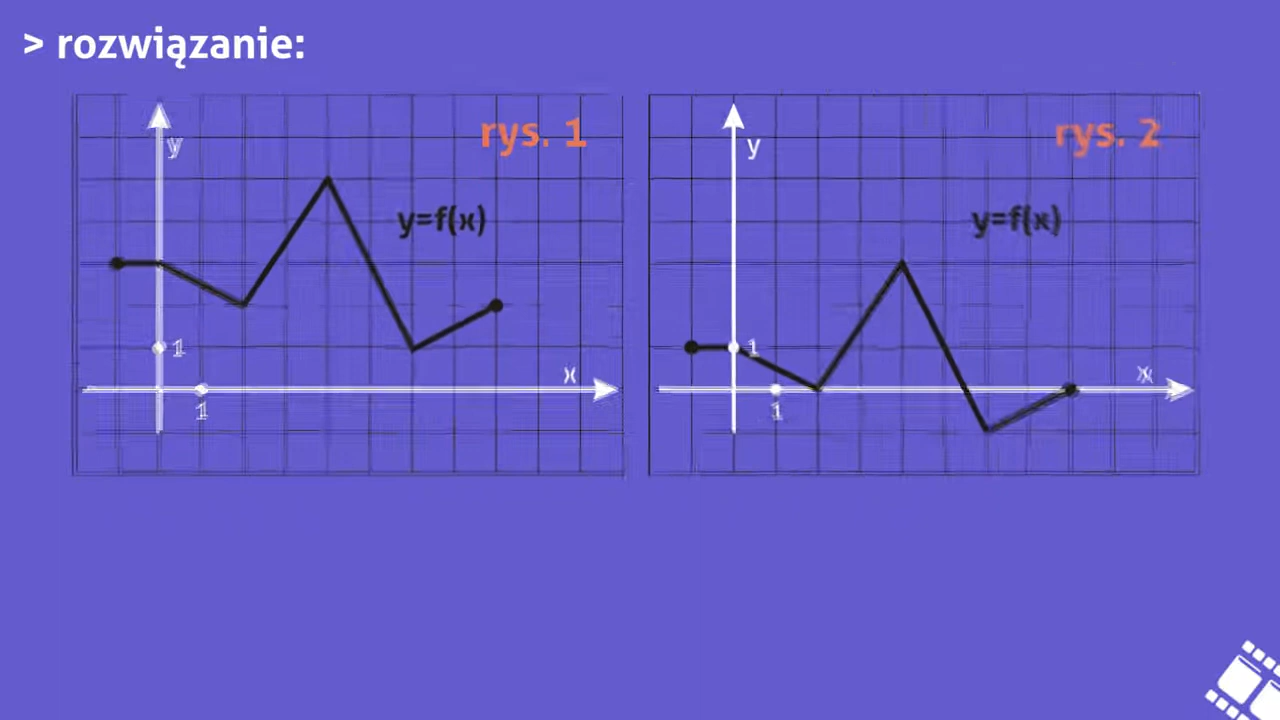 > rozwiązanie:
rys. 1
y
y=f(x)
1
x
1
rys. 2
y
y=f(x)
1
x
1